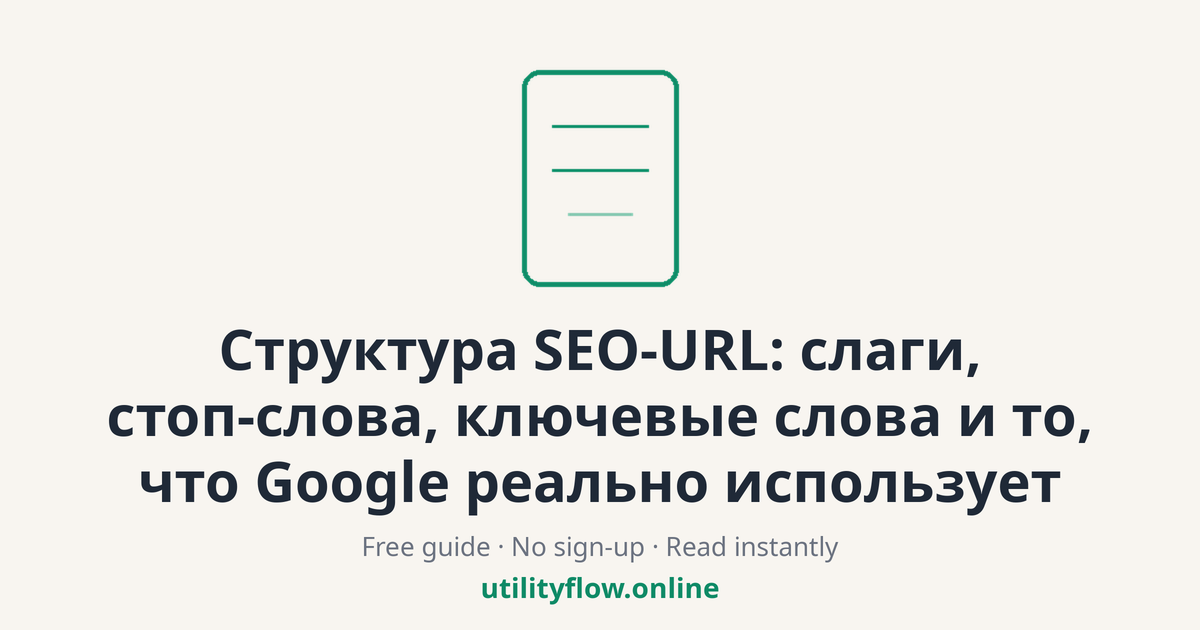 Структура SEO-URL: слаги,
стоп-слова, ключевые слова и то,
что Google реально использует
Free guide · No sign-up · Read instantly
utilityflow.online